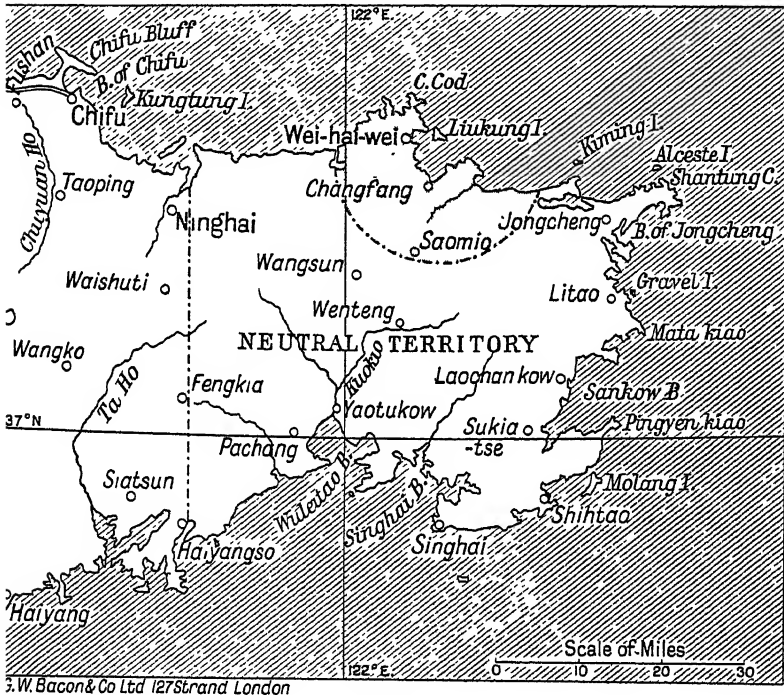 122°E.
Fushan
Chifu Bluff
B. of Chifu
Kungtung I.
Chifu
C. Cod
Wei-hai-wei
Liukung I.
Kiming I.
Alceste I.
Shantung C.
Chuyuan Ho
Taoping
Ninghai
Changfang
Jongcheng
B. of Jongcheng
Saomio
Waishuti
Wangsun
Litao
Gravel I.
Wenteng
NEUTRAL TERRITORY
Mata kiao
Wangko
Ta Ho
Fengkia
Kuokio
Laochan kow
Sankow B.
Yaotukow
37°N
Pachang
Sukia
-tse
Pingyen kiao
Siatsun
Wuleitao B.
Singhai B.
Molang I.
Shihtao
Haiyangso
Singhai
Haiyang
122°E.
Scale of Miles
0 10 20 30
G.W. Bacon & Co Ltd 127 Strand London